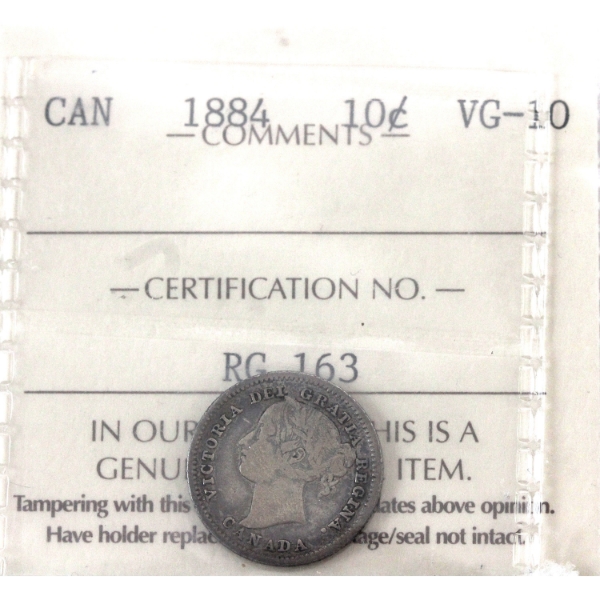 CAN 1884 10¢ VG-10
— COMMENTS —
— CERTIFICATION NO. —
RG 163
IN OUR HIS IS A
GENU ITEM.
Tampering with this dates above opinion.
Have holder replac age/seal not intact.
VICTORIA DEI GRATIA REGINA.
CANADA